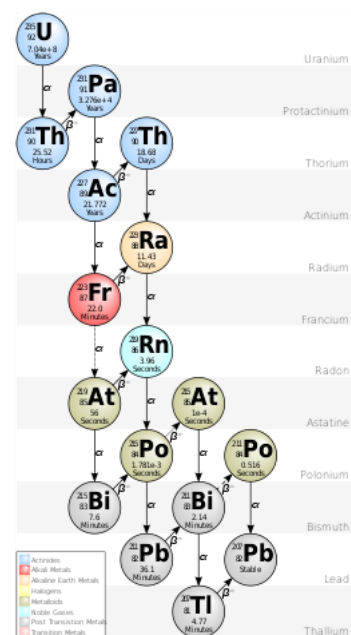 235
92
U
7.04e+8
Years
Uranium
231
91
Pa
3.276e+4
Years
Protactinium
231
90
Th
25.52
Hours
227
90
Th
18.68
Days
Thorium
227
89
Ac
21.772
Years
Actinium
223
88
Ra
11.43
Days
Radium
223
87
Fr
22.0
Minutes
Francium
219
86
Rn
3.96
Seconds
Radon
219
85
At
56
Seconds
215
85
At
1e-4
Seconds
Astatine
215
84
Po
1.781e-3
Seconds
211
84
Po
0.516
Seconds
Polonium
215
83
Bi
7.6
Minutes
211
83
Bi
2.14
Minutes
Bismuth
211
82
Pb
36.1
Minutes
207
82
Pb
Stable
Lead
207
81
Tl
4.77
Minutes
Thallium
α
β⁻
α
β⁻
α
α
β⁻
α
α
β⁻
α
β⁻
α
β⁻
α
β⁻
α
β⁻
α
α
β⁻
Actinides
Alkali Metals
Alkaline Earth Metals
Halogens
Metalloids
Noble Gases
Post Transition Metals
Transition Metals